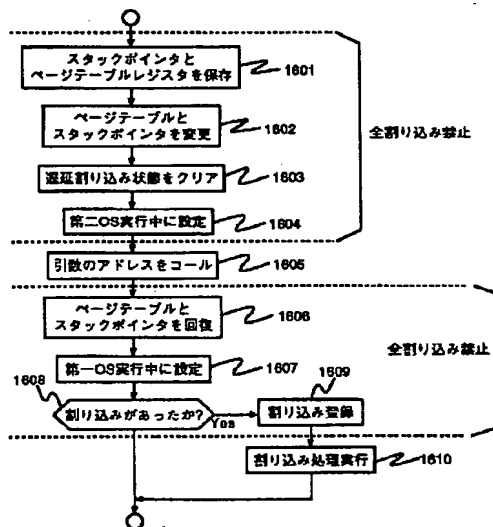 スタックポインタと
ページテーブルレジスタを保存
1601
ページテーブルと
スタックポインタを変更
1602
全割り込み禁止
遅延割り込み状態をクリア
1603
第二OS実行中に設定
1604
引数のアドレスをコール
1605
ページテーブルと
スタックポインタを回復
1606
全割り込み禁止
第一OS実行中に設定
1607
1608
割り込みがあったか?
Yes
1609
割り込み登録
割り込み処理実行
1610